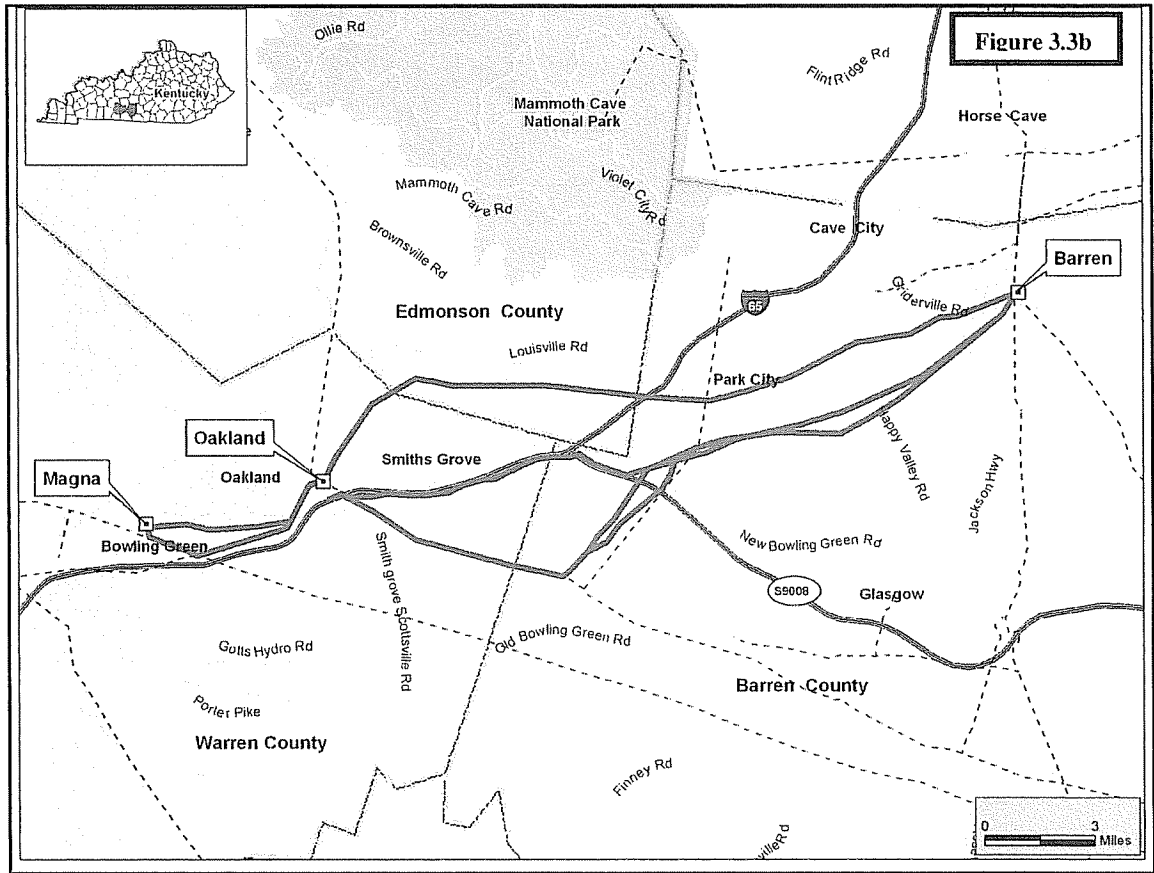 Figure 3.3b
Ollie Rd
Kentucky
Flint Ridge Rd
Mammoth Cave
National Park
Horse Cave
Mammoth Cave Rd
Violet City Rd
Brownsville Rd
Cave City
Barren
65
Griderville Rd
Edmonson County
Louisville Rd
Park City
Oakland
Oakland
Smiths Grove
Magna
Bowling Green
appy Valley Rd
Jackson Hwy
New Bowling Green Rd
S9008
Glasgow
Smith grove Scottsville Rd
Gotts Hydro Rd
Old Bowling Green Rd
Barren County
Porter Pike
Warren County
Finney Rd
ville Rd
0 3
Miles